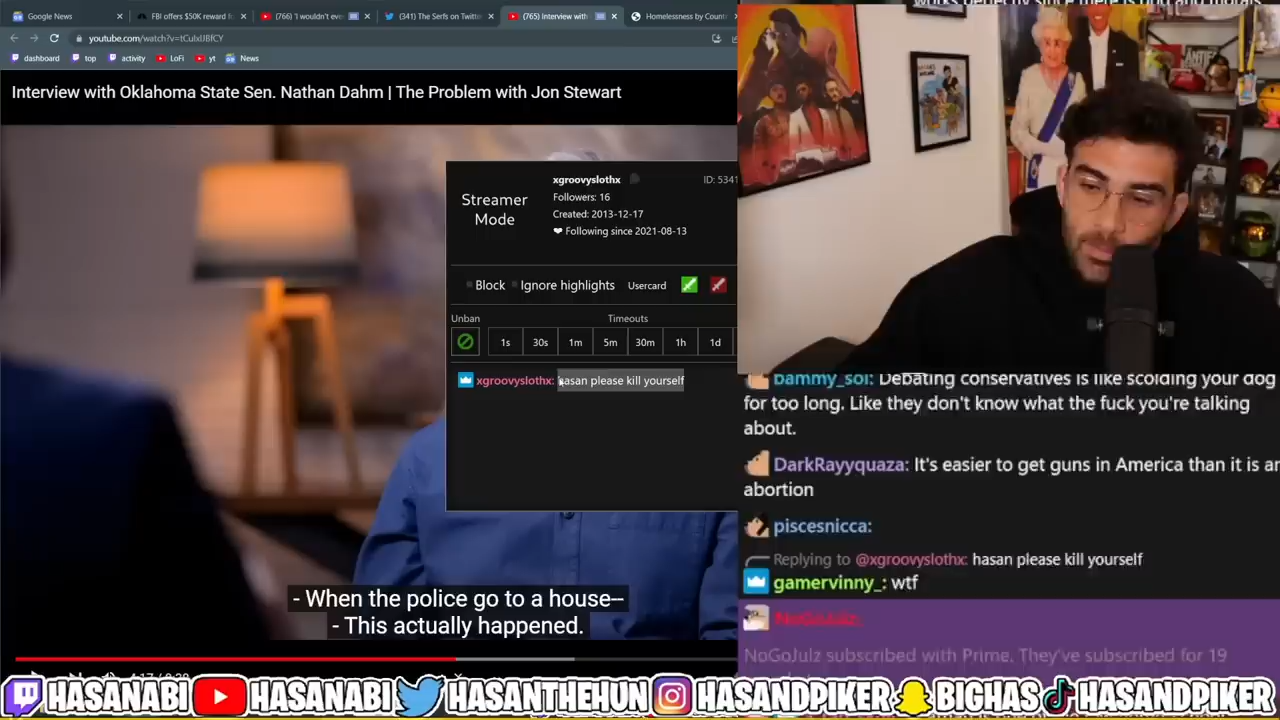 Google News
FBI offers $50K reward fo
(766) 'I wouldn't eve
(341) The Serfs on Twitt
(765) Interview with
Homelessness by Count
youtube.com/watch?v=
dashboard
top
activity
LoFi
yt
News
Interview with Oklahoma State Sen. Nathan Dahm | The Problem with Jon Stewart
Streamer
Mode
xgroovyslothx
ID: 5341
Followers: 16
Created: 2013-12-17
Following since 2021-08-13
Block
Ignore highlights
Usercard
Unban
Timeouts
1s 30s 1m 5m 30m 1h 1d
xgroovyslothx: hasan please kill yourself
- When the police go to a house--
- This actually happened.
bammy_sol: Debating conservatives is like scolding your dog
for too long. Like they don't know what the fuck you're talking
about.
DarkRayyquaza: It's easier to get guns in America than it is an
abortion
piscesnicca:
Replying to @xgroovyslothx: hasan please kill yourself
gamervinny_: wtf
NoGoJulz
NoGoJulz subscribed with Prime. They've subscribed for 19
HASANABI
HASANABI
HASANTHEHUN
HASANDPIKER
BIGHAS
HASANDPIKER